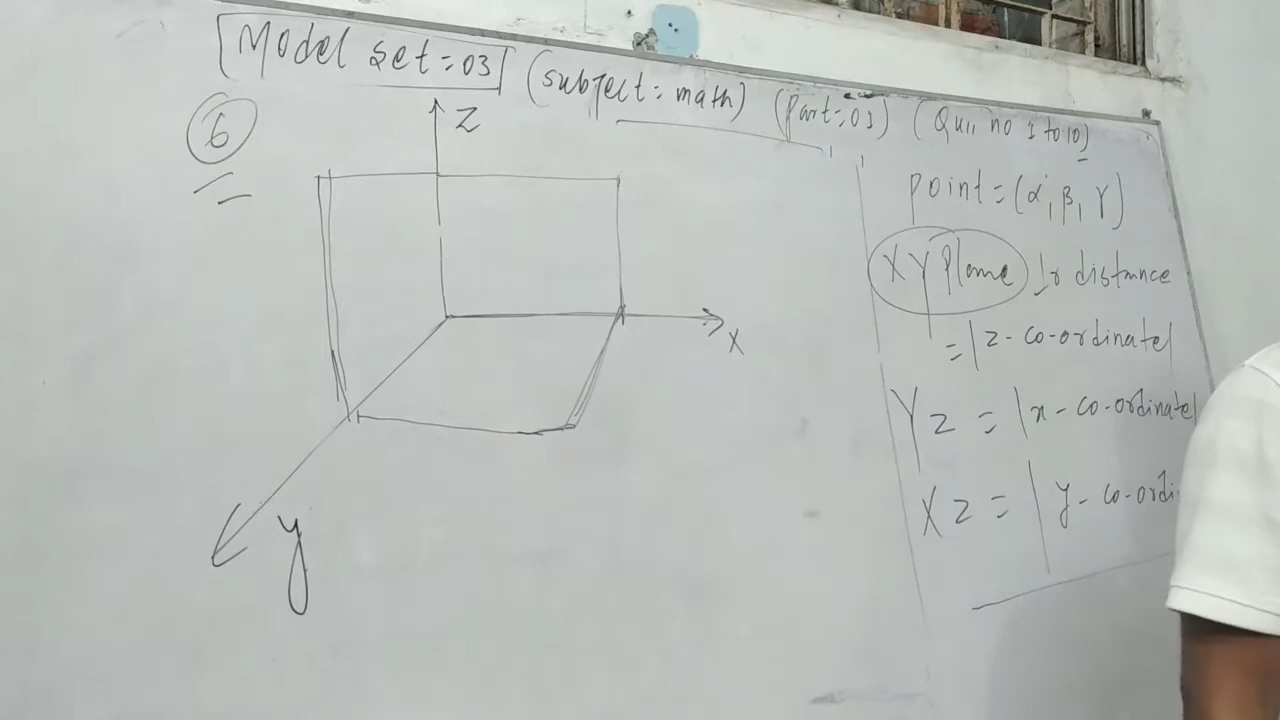 Model set=03 (subject: math) (Part=01) (Qu:, no 1 to 10)
6
Z
X
y
point=(α, β, γ)
XY Plane ⊥r distance
=|z-co-ordinate|
Yz = |x-co-ordinate|
Xz = |y-co-ordi